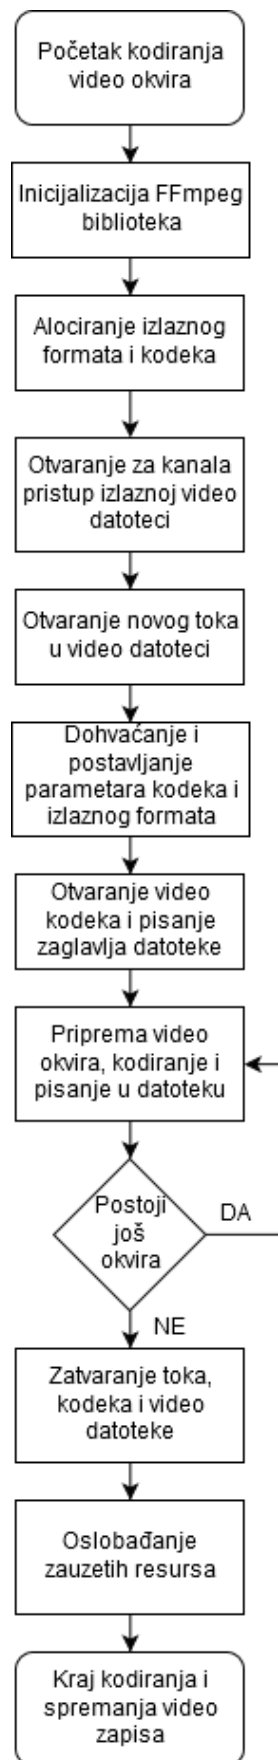 Početak kodiranja
video okvira
Inicijalizacija FFmpeg
biblioteka
Alociranje izlaznog
formata i kodeka
Otvaranje za kanala
pristup izlaznoj video
datoteci
Otvaranje novog toka
u video datoteci
Dohvaćanje i
postavljanje
parametara kodeka i
izlaznog formata
Otvaranje video
kodeka i pisanje
zaglavlja datoteke
Priprema video
okvira, kodiranje i
pisanje u datoteku
Postoji
još
okvira
DA
NE
Zatvaranje toka,
kodeka i video
datoteke
Oslobađanje
zauzetih resursa
Kraj kodiranja i
spremanja video
zapisa